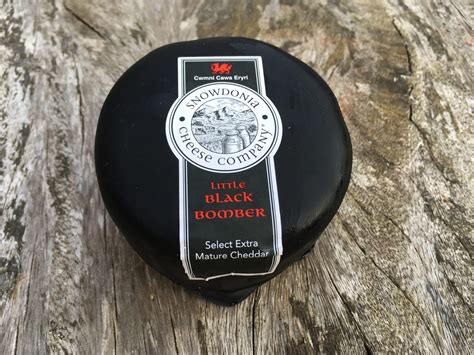 Cwmni Caws Eryri
SNOWDONIA
CHEESE COMPANY
LITTLE
BLACK
BOMBER
Select Extra
Mature Cheddar